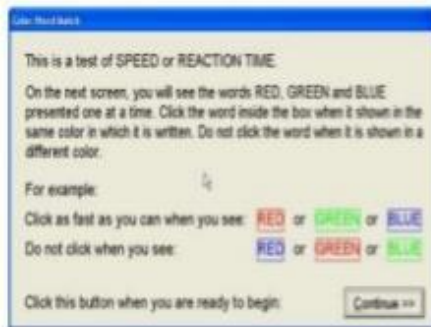 Color Word Match
This is a test of SPEED or REACTION TIME
On the next screen, you will see the words RED, GREEN and BLUE
presented one at a time. Click the word inside the box when it shown in the
same color in which it is written. Do not click the word when it is shown in a
different color.
For example:
Click as fast as you can when you see: RED or GREEN or BLUE
Do not click when you see: RED or GREEN or BLUE
Click this button when you are ready to begin: Continue >>